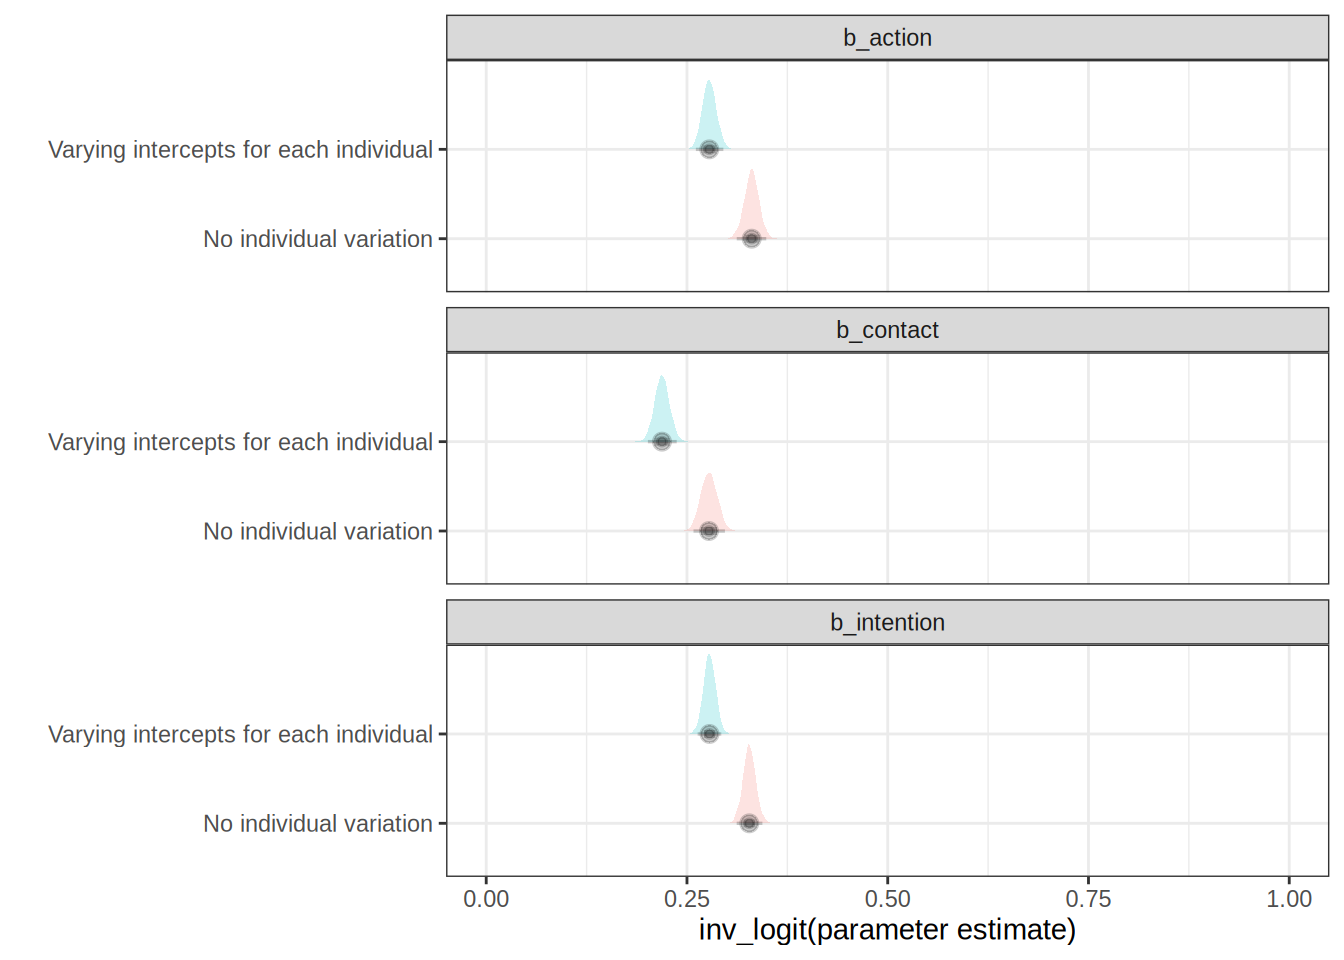 b_action
Varying intercepts for each individual
No individual variation
b_contact
Varying intercepts for each individual
No individual variation
b_intention
Varying intercepts for each individual
No individual variation
0.00 0.25 0.50 0.75 1.00
inv_logit(parameter estimate)